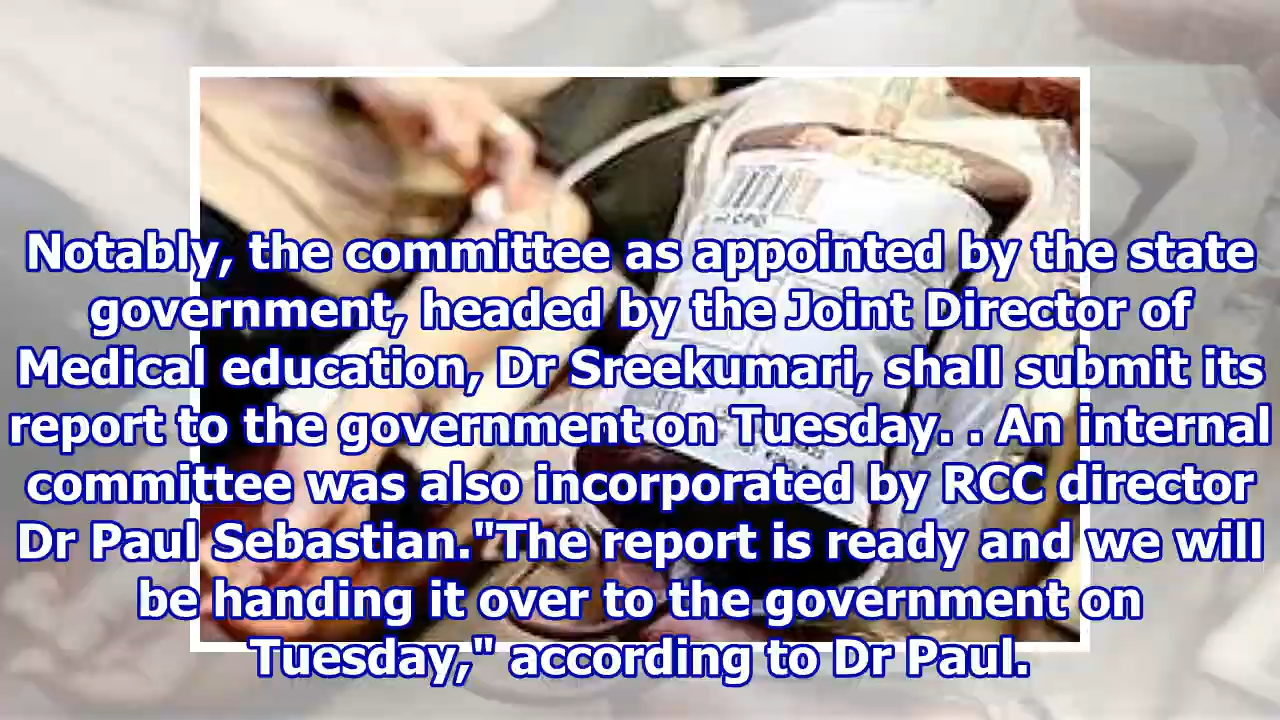 Notably, the committee as appointed by the state
government, headed by the Joint Director of
Medical education, Dr Sreekumari, shall submit its
report to the government on Tuesday. . An internal
committee was also incorporated by RCC director
Dr Paul Sebastian."The report is ready and we will
be handing it over to the government on
Tuesday," according to Dr Paul.